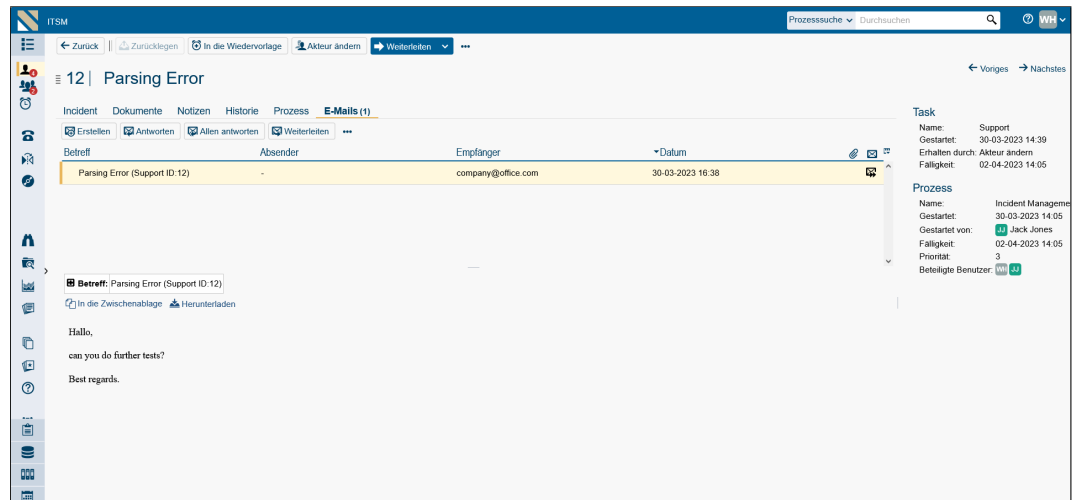 ITSM
Prozesssuche Durchsuchen
WH
Zurück Zurücklegen In die Wiedervorlage Akteur ändern Weiterleiten
12 | Parsing Error
Voriges Nächstes
Incident Dokumente Notizen Historie Prozess E-Mails (1)
Erstellen Antworten Allen antworten Weiterleiten
Betreff Absender Empfänger Datum
Parsing Error (Support ID:12) - company@office.com 30-03-2023 16:38
Betreff: Parsing Error (Support ID:12)
In die Zwischenablage Herunterladen
Hallo,
can you do further tests?
Best regards.
Task
Name: Support
Gestartet: 30-03-2023 14:39
Erhalten durch: Akteur ändern
Fälligkeit: 02-04-2023 14:05
Prozess
Name: Incident Manageme
Gestartet: 30-03-2023 14:05
Gestartet von: JJ Jack Jones
Fälligkeit: 02-04-2023 14:05
Priorität: 3
Beteiligte Benutzer: WH JJ